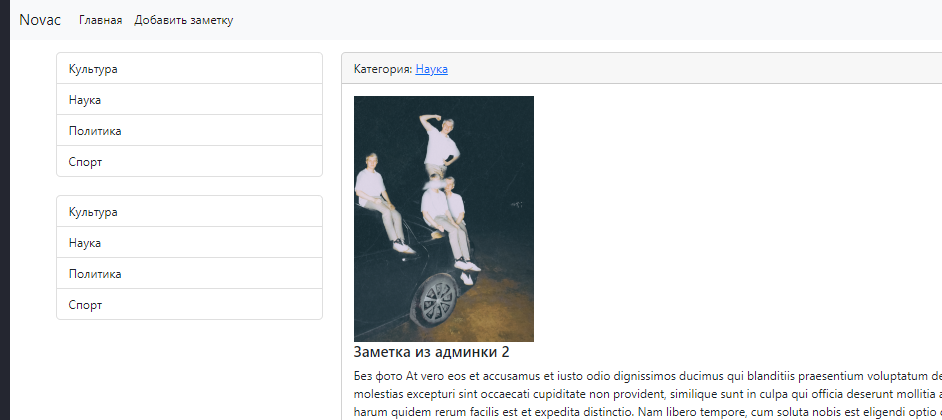 Novac Главная Добавить заметку
Культура
Наука
Политика
Спорт
Культура
Наука
Политика
Спорт
Категория: Наука
Заметка из админки 2
Без фото At vero eos et accusamus et iusto odio dignissimos ducimus qui blanditiis praesentium voluptatum de
molestias excepturi sint occaecati cupiditate non provident, similique sunt in culpa qui officia deserunt mollitia a
harum quidem rerum facilis est et expedita distinctio. Nam libero tempore, cum soluta nobis est eligendi optio